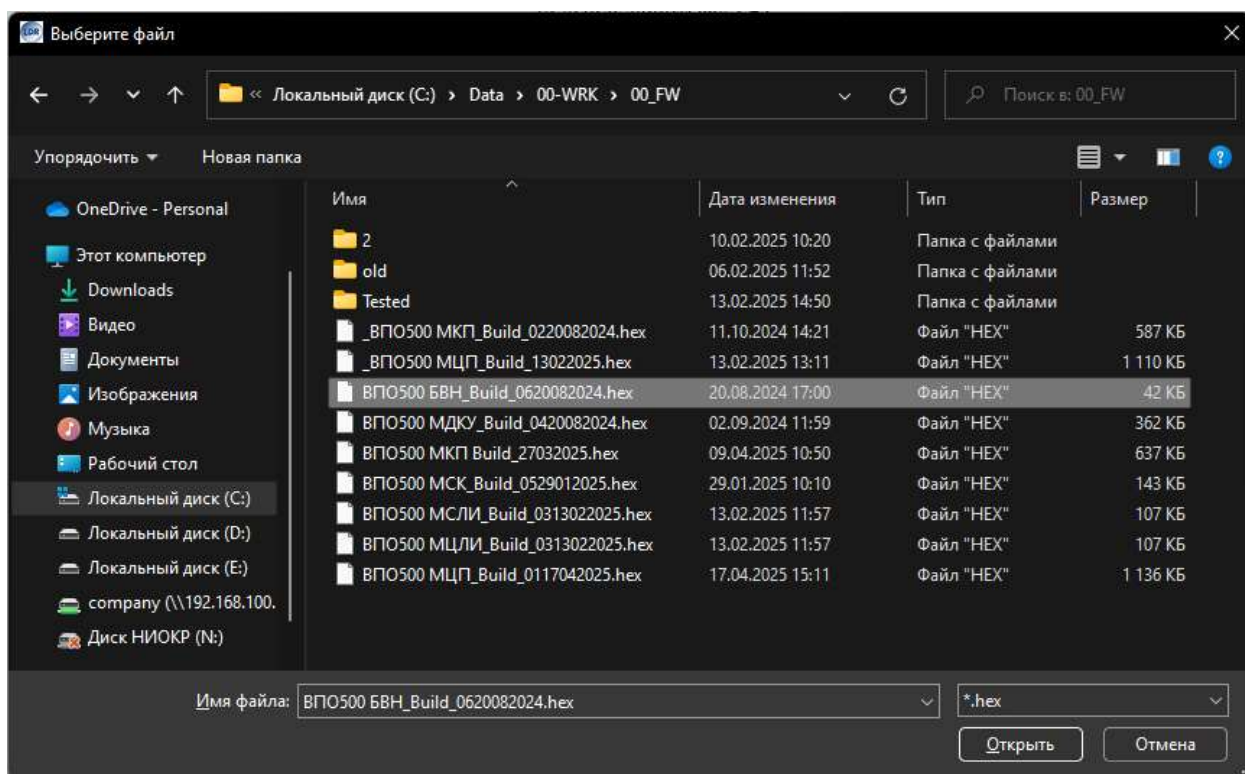 LDR Выберите файл
« Локальный диск (C:) › Data › 00-WRK › 00_FW
Поиск в: 00_FW
Упорядочить Новая папка
?
Имя Дата изменения Тип Размер
OneDrive - Personal
Этот компьютер
Downloads
Видео
Документы
Изображения
Музыка
Рабочий стол
Локальный диск (C:)
Локальный диск (D:)
Локальный диск (E:)
company (\\192.168.100.
Диск НИОКР (N:)
2 10.02.2025 10:20 Папка с файлами
old 06.02.2025 11:52 Папка с файлами
Tested 13.02.2025 14:50 Папка с файлами
_ВПО500 МКП_Build_0220082024.hex 11.10.2024 14:21 Файл "HEX" 587 КБ
_ВПО500 МЦП_Build_13022025.hex 13.02.2025 13:11 Файл "HEX" 1 110 КБ
ВПО500 БВН_Build_0620082024.hex 20.08.2024 17:00 Файл "HEX" 42 КБ
ВПО500 МДКУ_Build_0420082024.hex 02.09.2024 11:59 Файл "HEX" 362 КБ
ВПО500 МКП Build_27032025.hex 09.04.2025 10:50 Файл "HEX" 637 КБ
ВПО500 МСК_Build_0529012025.hex 29.01.2025 10:10 Файл "HEX" 143 КБ
ВПО500 МСЛИ_Build_0313022025.hex 13.02.2025 11:57 Файл "HEX" 107 КБ
ВПО500 МЦЛИ_Build_0313022025.hex 13.02.2025 11:57 Файл "HEX" 107 КБ
ВПО500 МЦП_Build_0117042025.hex 17.04.2025 15:11 Файл "HEX" 1 136 КБ
Имя файла: ВПО500 БВН_Build_0620082024.hex *.hex
Открыть Отмена